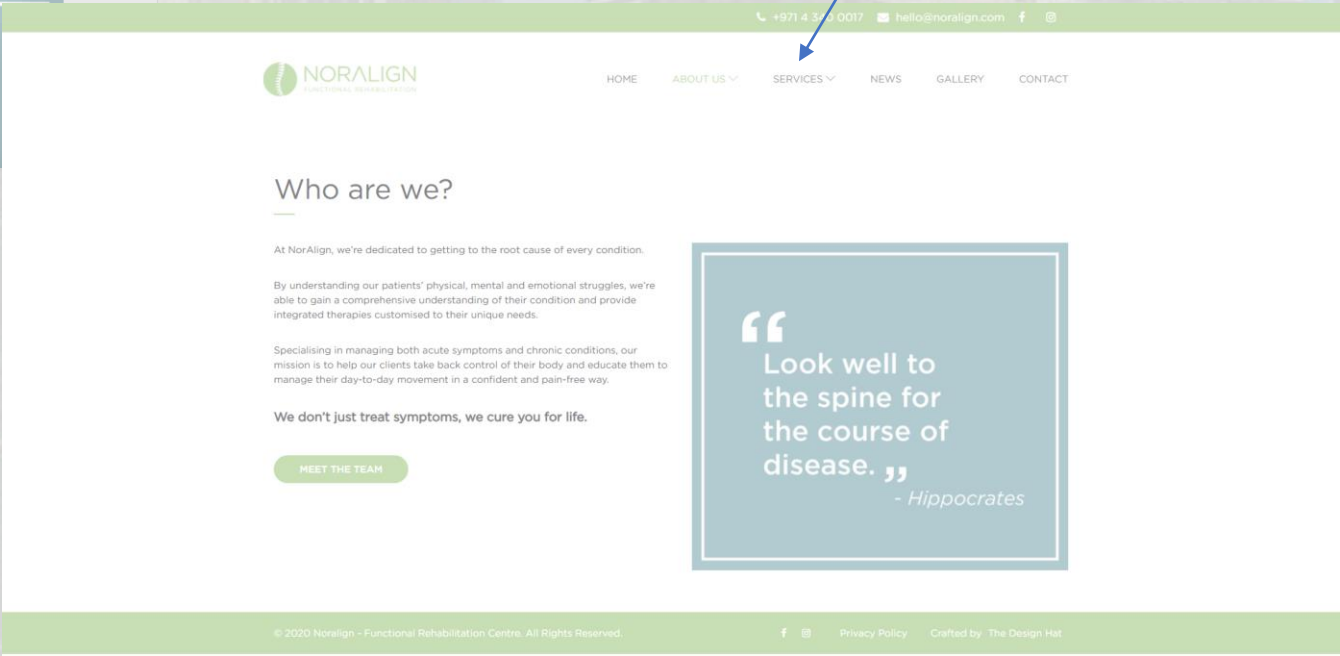 +971 4 340 0017 hello@noralign.com
NORALIGN
FUNCTIONAL REHABILITATION
HOME ABOUT US SERVICES NEWS GALLERY CONTACT
Who are we?
At NorAlign, we're dedicated to getting to the root cause of every condition.
By understanding our patients' physical, mental and emotional struggles, we're
able to gain a comprehensive understanding of their condition and provide
integrated therapies customised to their unique needs.
Specialising in managing both acute symptoms and chronic conditions, our
mission is to help our clients take back control of their body and educate them to
manage their day-to-day movement in a confident and pain-free way.
We don't just treat symptoms, we cure you for life.
MEET THE TEAM
“
Look well to
the spine for
the course of
disease. „
- Hippocrates
© 2020 Noralign - Functional Rehabilitation Centre. All Rights Reserved. Privacy Policy Crafted by The Design Hat